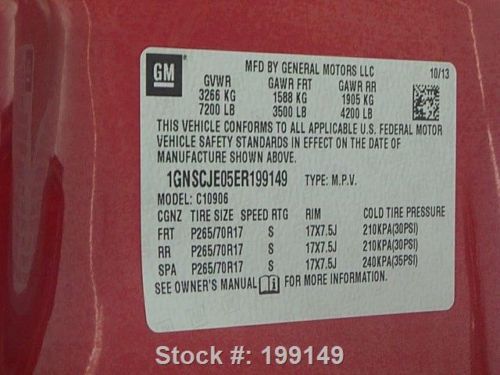 GM
MFD BY GENERAL MOTORS LLC 10/13
GVWR GAWR FRT GAWR RR
3266 KG 1588 KG 1905 KG
7200 LB 3500 LB 4200 LB
THIS VEHICLE CONFORMS TO ALL APPLICABLE U.S. FEDERAL MOTOR
VEHICLE SAFETY STANDARDS IN EFFECT ON THE DATE OF
MANUFACTURE SHOWN ABOVE.
1GNSCJE05ER199149 TYPE: M.P.V.
MODEL: C10906
CGNZ TIRE SIZE SPEED RTG RIM COLD TIRE PRESSURE
FRT P265/70R17 S 17X7.5J 210KPA(30PSI)
RR P265/70R17 S 17X7.5J 210KPA(30PSI)
SPA P265/70R17 S 17X7.5J 240KPA(35PSI)
SEE OWNER'S MANUAL FOR MORE INFORMATION.
Stock #: 199149